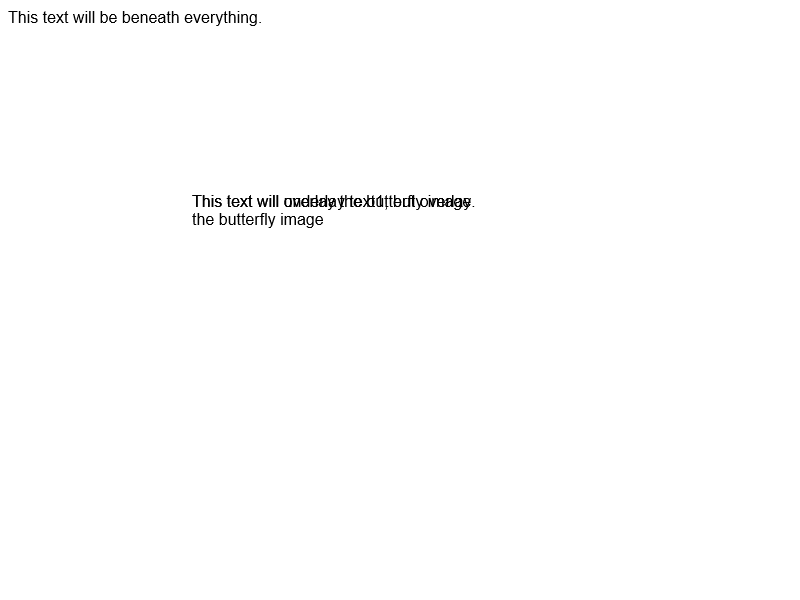 This text will be beneath everything.
This text will overlay the butterfly image.
This text will underlay text1, but overlay
the butterfly image